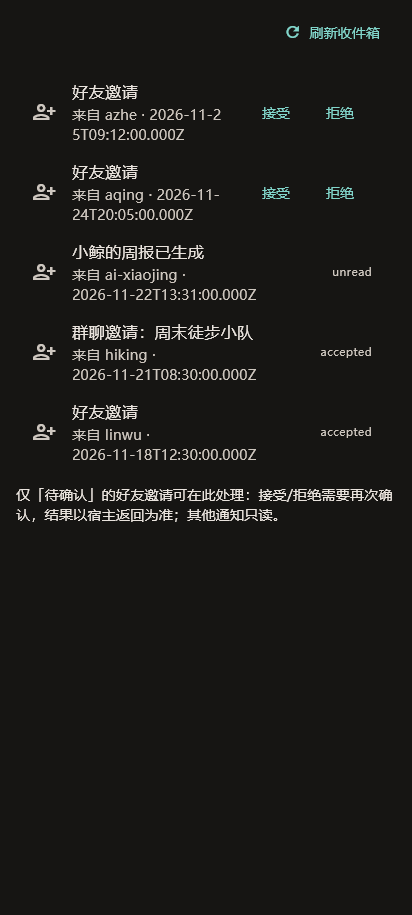 刷新收件箱
好友邀请
来自 azhe · 2026-11-2
5T09:12:00.000Z
接受
拒绝
好友邀请
来自 aqing · 2026-11-
24T20:05:00.000Z
接受
拒绝
小鲸的周报已生成
来自 ai-xiaojing ·
2026-11-22T13:31:00.000Z
unread
群聊邀请：周末徒步小队
来自 hiking ·
2026-11-21T08:30:00.000Z
accepted
好友邀请
来自 linwu ·
2026-11-18T12:30:00.000Z
accepted
仅「待确认」的好友邀请可在此处理：接受/拒绝需要再次确
认，结果以宿主返回为准；其他通知只读。